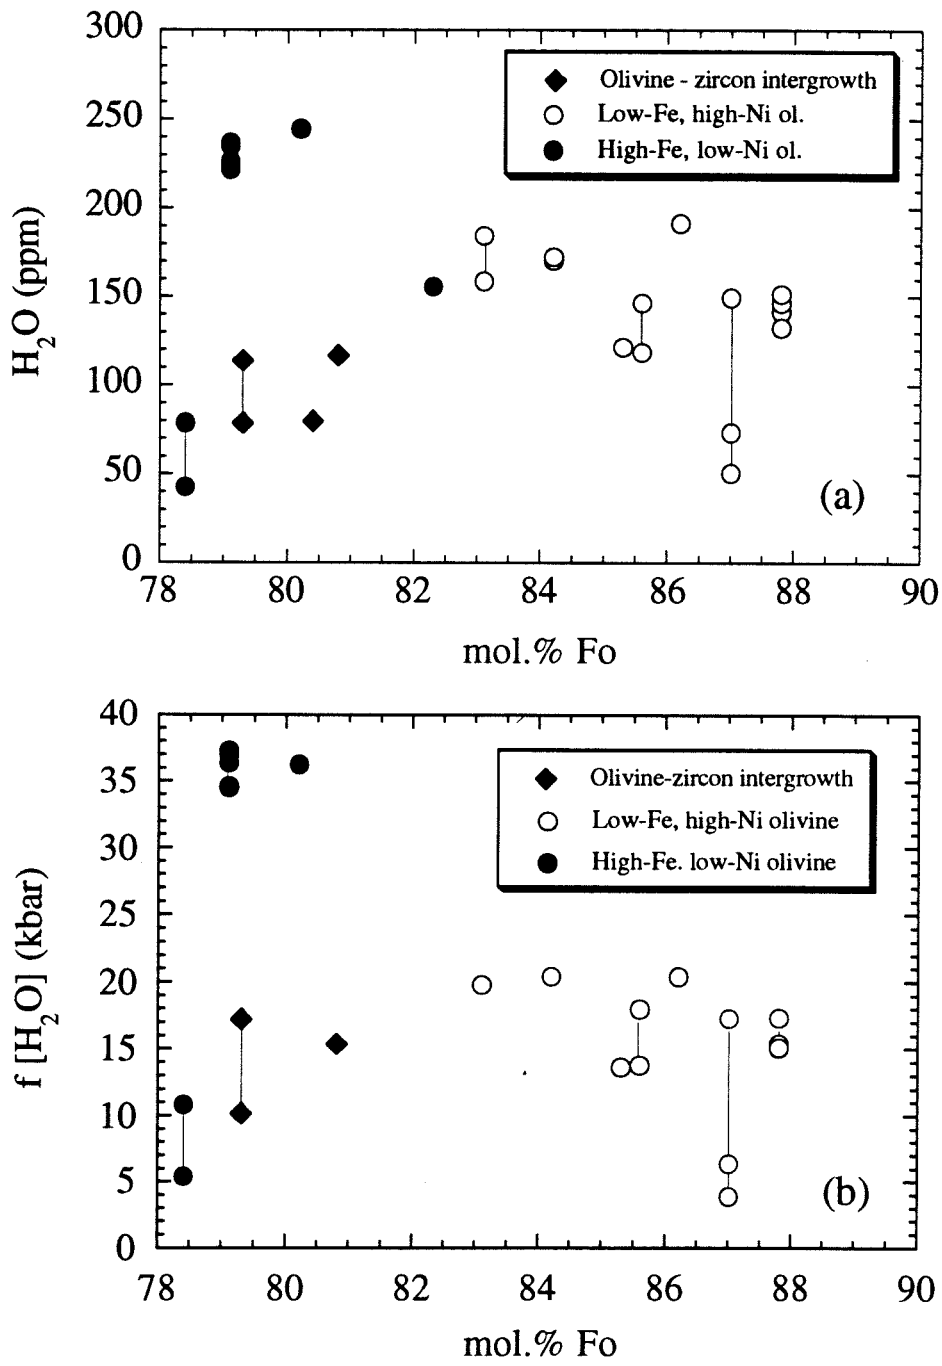 300
250
200
150
100
50
0
H2O (ppm)
Olivine - zircon intergrowth
Low-Fe, high-Ni ol.
High-Fe, low-Ni ol.
(a)
78 80 82 84 86 88 90
mol.% Fo
40
35
30
25
20
15
10
5
0
f [H2O] (kbar)
Olivine-zircon intergrowth
Low-Fe, high-Ni olivine
High-Fe. low-Ni olivine
(b)
78 80 82 84 86 88 90
mol.% Fo